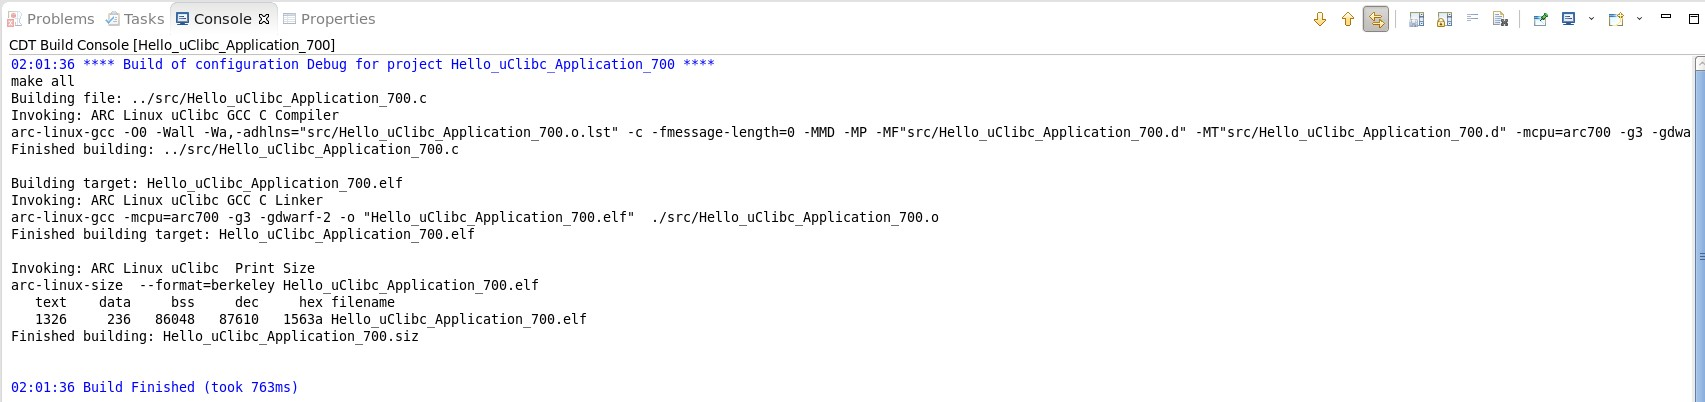 Problems Tasks Console Properties
CDT Build Console [Hello_uClibc_Application_700]
02:01:36 **** Build of configuration Debug for project Hello_uClibc_Application_700 ****
make all
Building file: ../src/Hello_uClibc_Application_700.c
Invoking: ARC Linux uClibc GCC C Compiler
arc-linux-gcc -O0 -Wall -Wa,-adhlns="src/Hello_uClibc_Application_700.o.lst" -c -fmessage-length=0 -MMD -MP -MF"src/Hello_uClibc_Application_700.d" -MT"src/Hello_uClibc_Application_700.d" -mcpu=arc700 -g3 -gdwa
Finished building: ../src/Hello_uClibc_Application_700.c
Building target: Hello_uClibc_Application_700.elf
Invoking: ARC Linux uClibc GCC C Linker
arc-linux-gcc -mcpu=arc700 -g3 -gdwarf-2 -o "Hello_uClibc_Application_700.elf"  ./src/Hello_uClibc_Application_700.o
Finished building target: Hello_uClibc_Application_700.elf
Invoking: ARC Linux uClibc  Print Size
arc-linux-size  --format=berkeley Hello_uClibc_Application_700.elf
   text    data     bss     dec     hex filename
   1326     236   86048   87610   1563a Hello_uClibc_Application_700.elf
Finished building: Hello_uClibc_Application_700.siz
02:01:36 Build Finished (took 763ms)